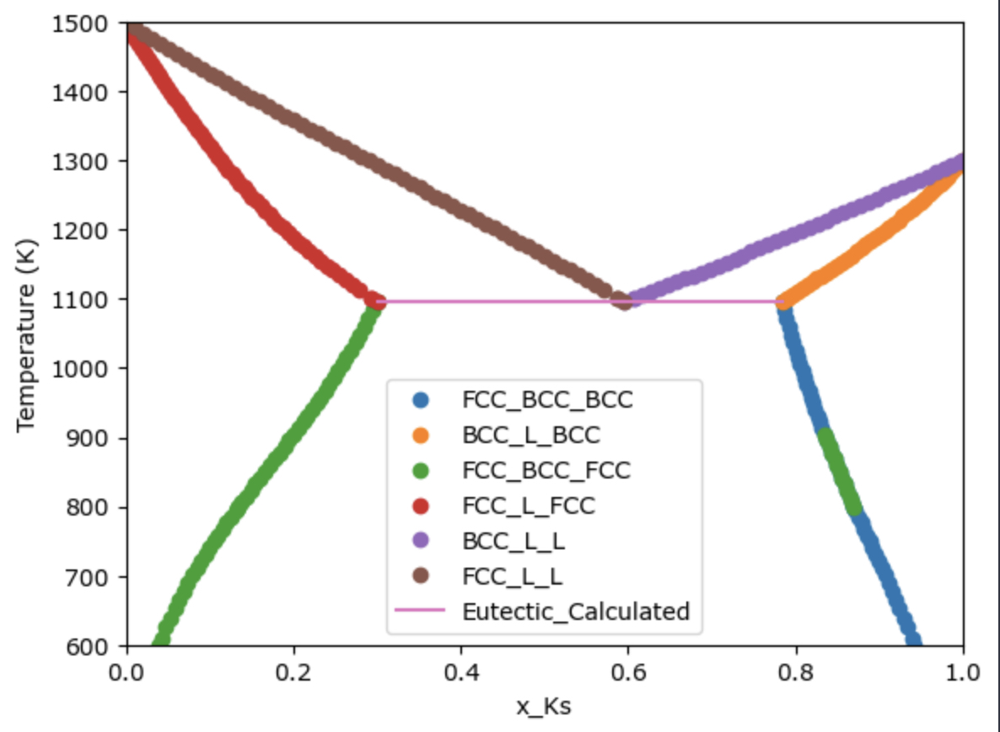 1500
1400
1300
1200
1100
1000
900
800
700
600
Temperature (K)
FCC_BCC_BCC
BCC_L_BCC
FCC_BCC_FCC
FCC_L_FCC
BCC_L_L
FCC_L_L
Eutectic_Calculated
0.0 0.2 0.4 0.6 0.8 1.0
x_Ks